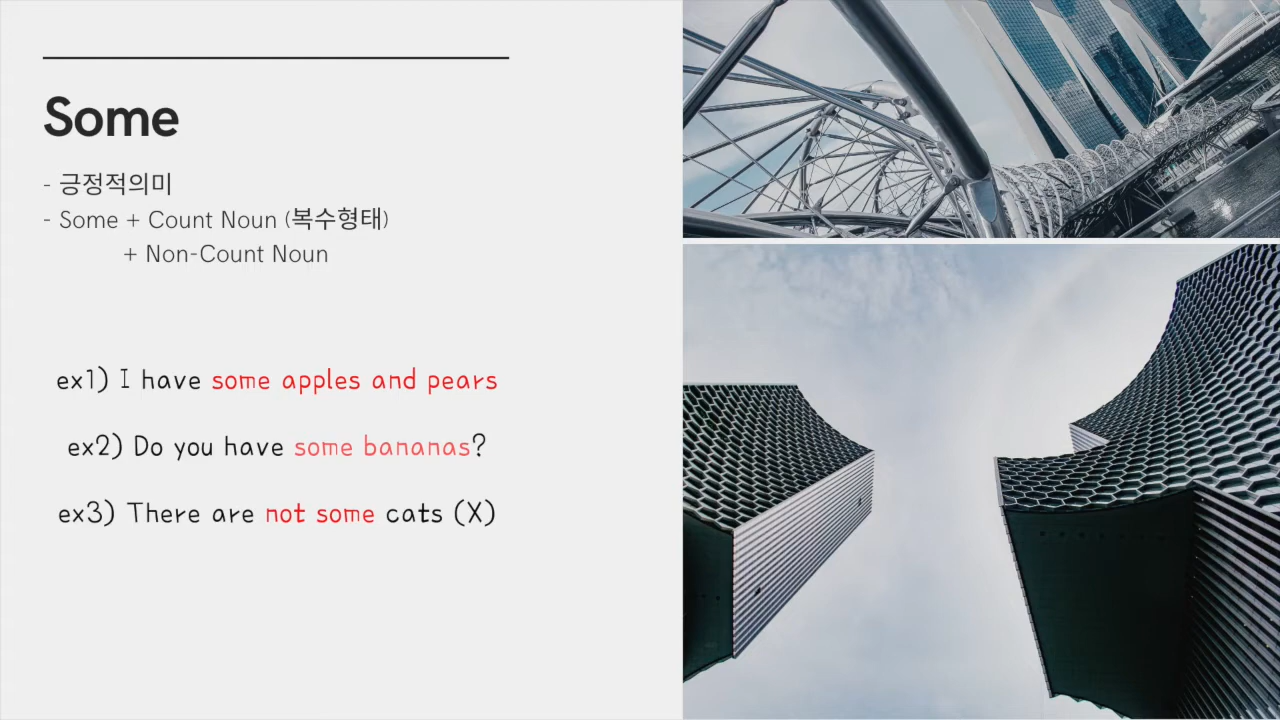 Some
- 긍정적의미
- Some + Count Noun (복수형태)
+ Non-Count Noun
ex1) I have some apples and pears
ex2) Do you have some bananas?
ex3) There are not some cats (X)